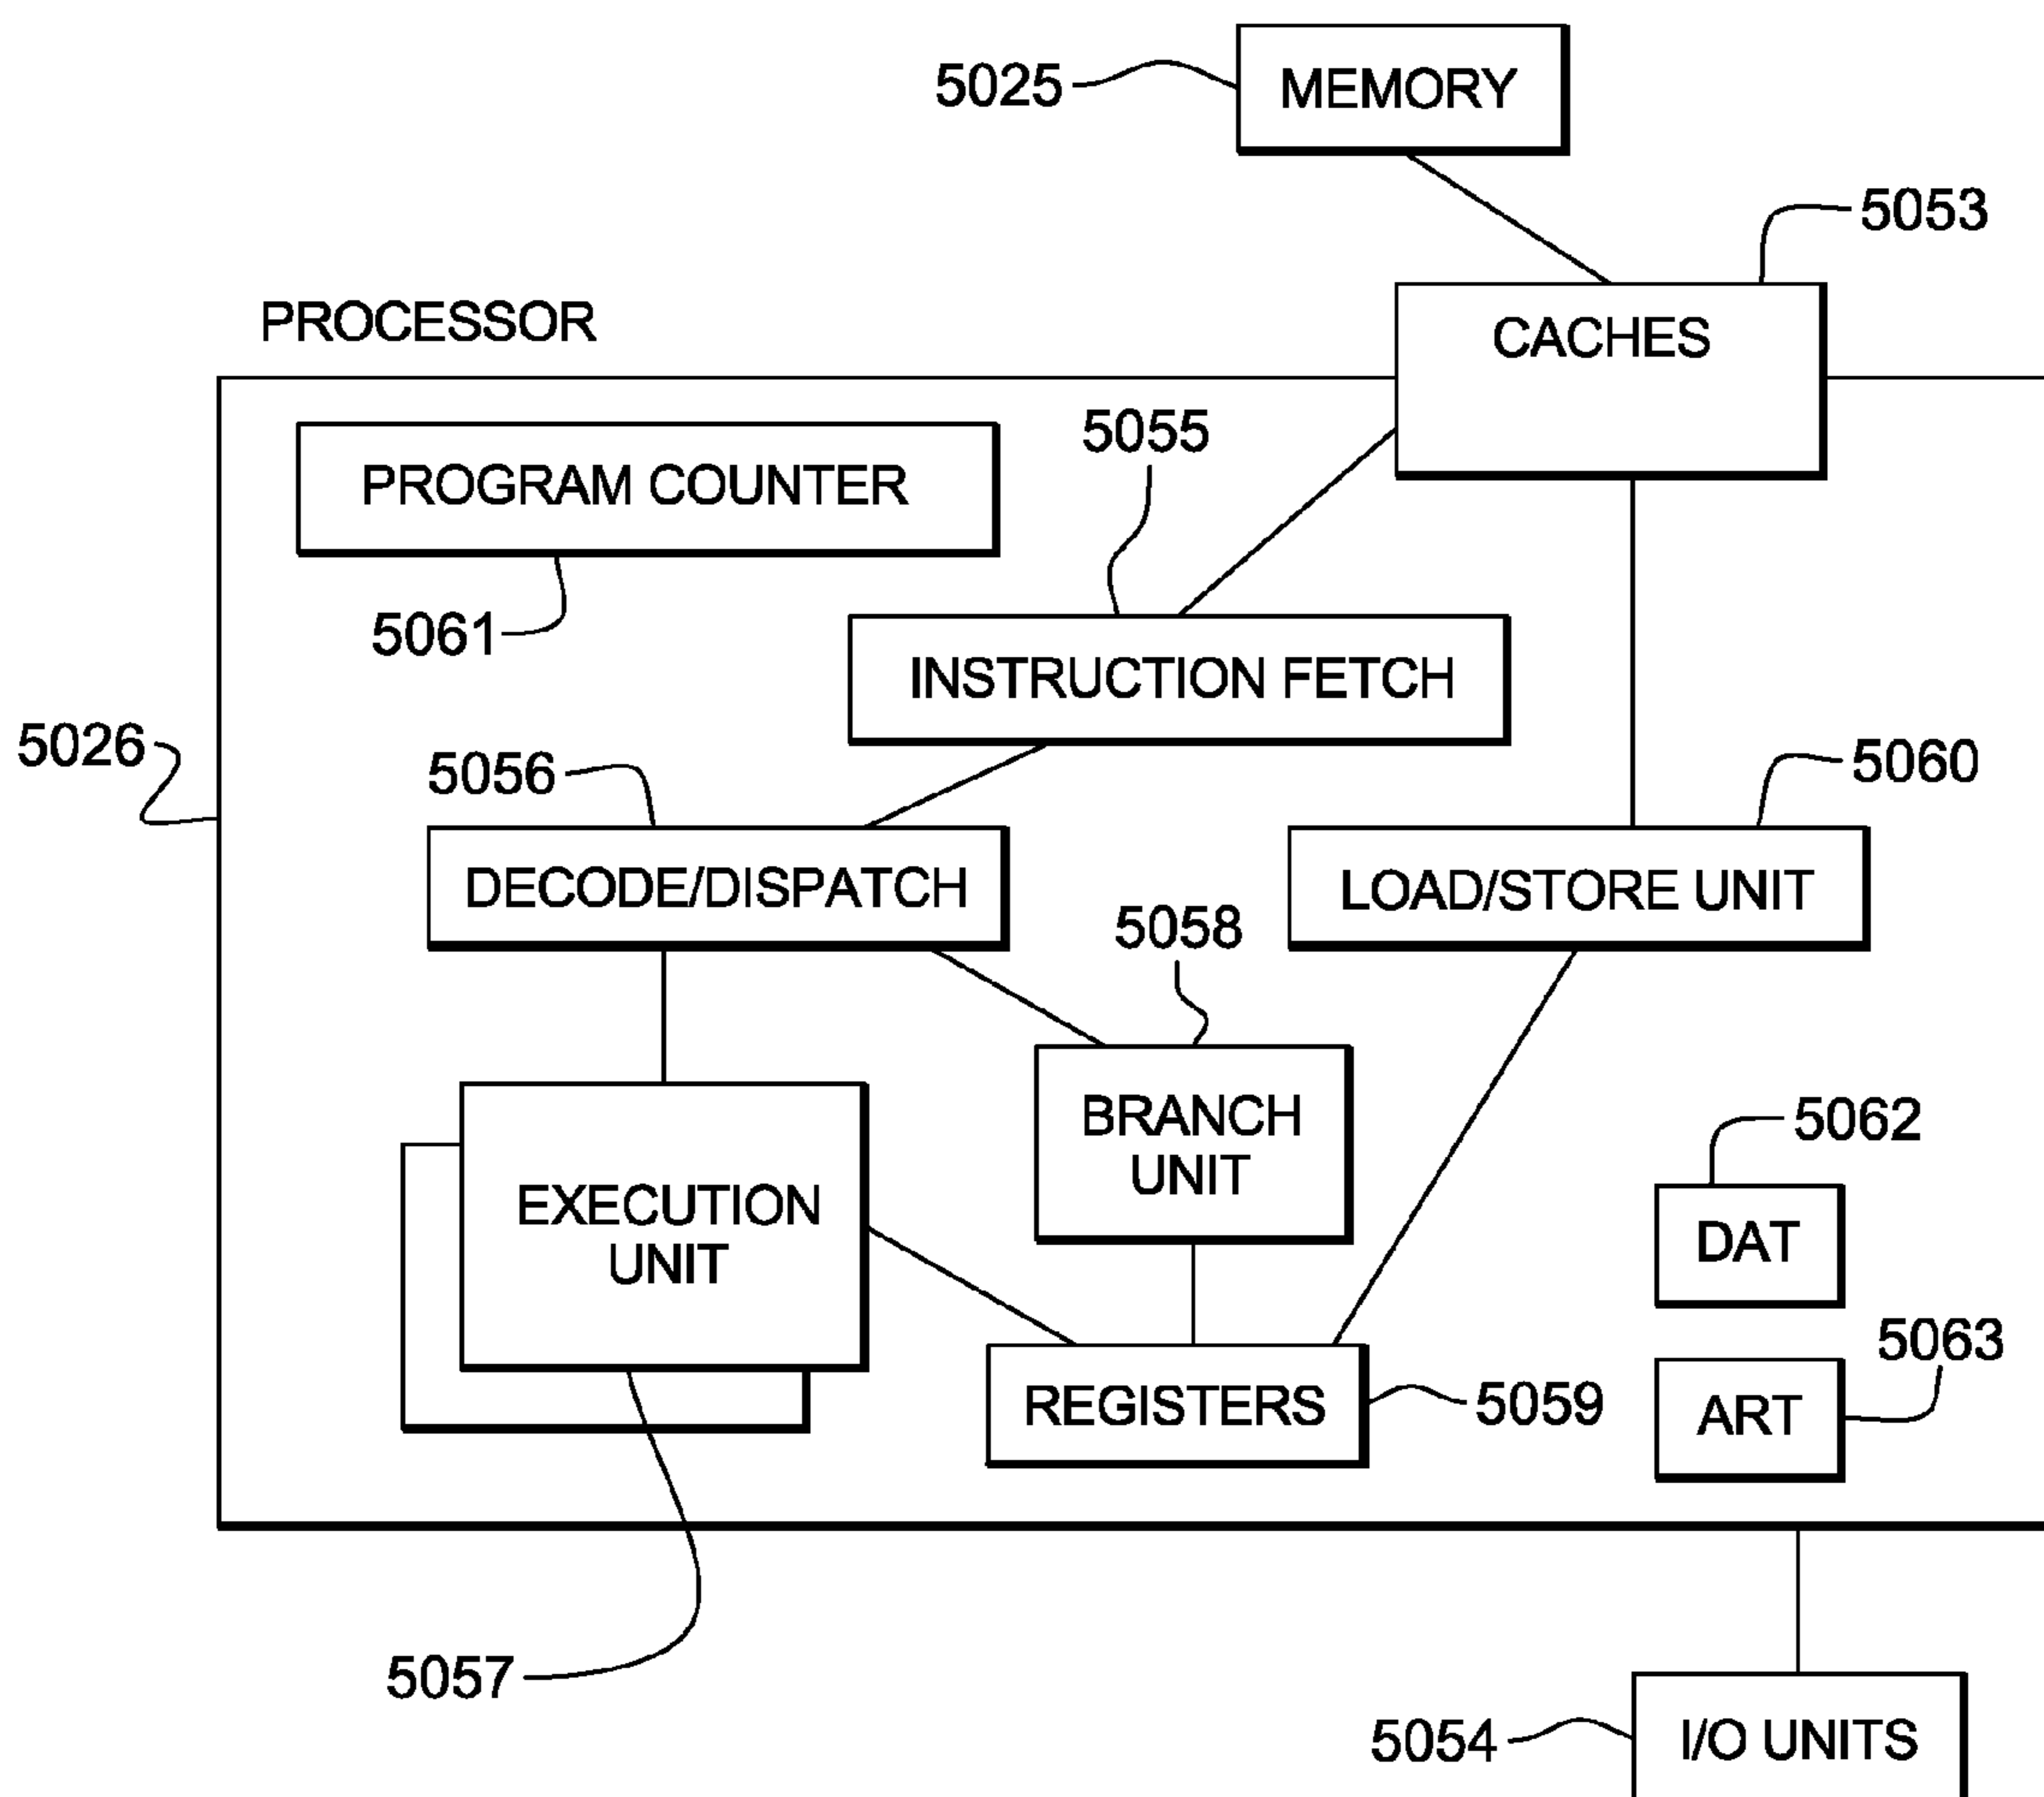 5025
MEMORY
5053
CACHES
PROCESSOR
5055
PROGRAM COUNTER
5061
INSTRUCTION FETCH
5026
5056
5060
DECODE/DISPATCH
LOAD/STORE UNIT
5058
BRANCH
UNIT
5062
EXECUTION
UNIT
DAT
5063
REGISTERS
5059
ART
5057
5054
I/O UNITS